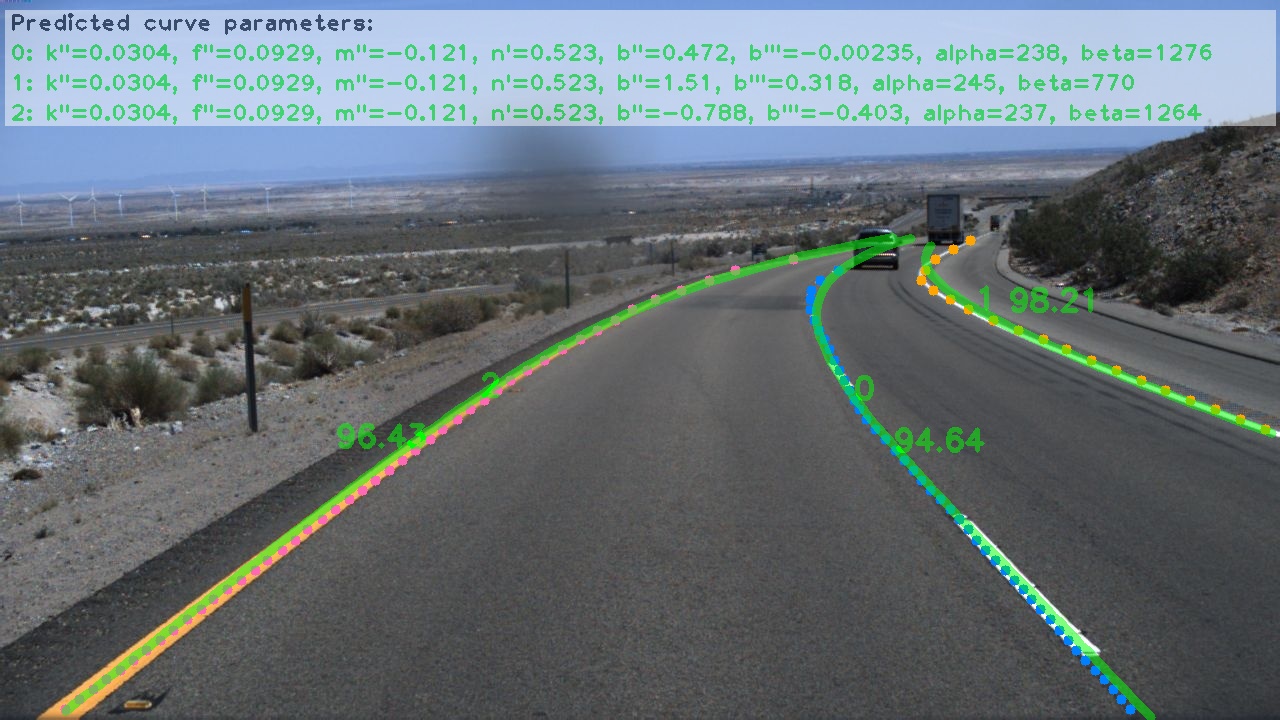 Predicted curve parameters:
0: k"=0.0304, f"=0.0929, m"=-0.121, n'=0.523, b"=0.472, b'''=-0.00235, alpha=238, beta=1276
1: k"=0.0304, f"=0.0929, m"=-0.121, n'=0.523, b"=1.51, b'''=0.318, alpha=245, beta=770
2: k"=0.0304, f"=0.0929, m"=-0.121, n'=0.523, b"=-0.788, b'''=-0.403, alpha=237, beta=1264
1 98.21
2
0
96.43
94.64